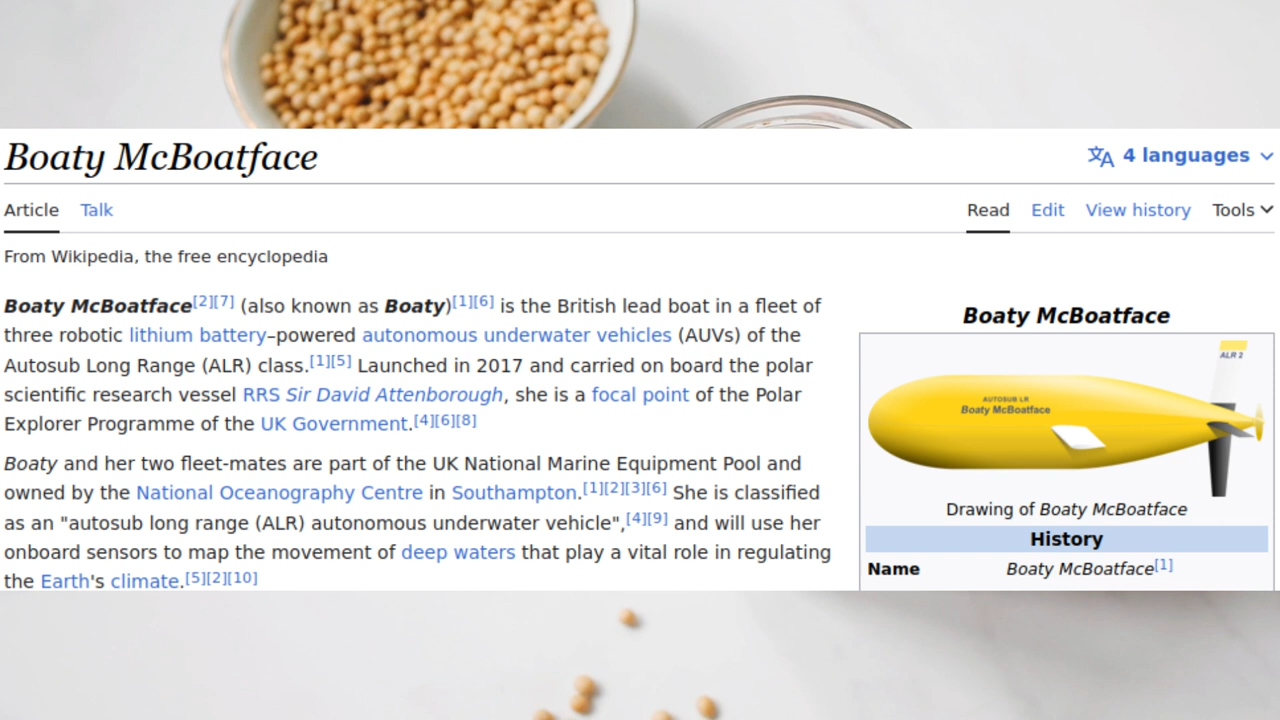 Boaty McBoatface
4 languages
Article Talk Read Edit View history Tools
From Wikipedia, the free encyclopedia
Boaty McBoatface[2][7] (also known as Boaty)[1][6] is the British lead boat in a fleet of
three robotic lithium battery–powered autonomous underwater vehicles (AUVs) of the
Autosub Long Range (ALR) class.[1][5] Launched in 2017 and carried on board the polar
scientific research vessel RRS Sir David Attenborough, she is a focal point of the Polar
Explorer Programme of the UK Government.[4][6][8]
Boaty and her two fleet-mates are part of the UK National Marine Equipment Pool and
owned by the National Oceanography Centre in Southampton.[1][2][3][6] She is classified
as an "autosub long range (ALR) autonomous underwater vehicle",[4][9] and will use her
onboard sensors to map the movement of deep waters that play a vital role in regulating
the Earth's climate.[5][2][10]
Boaty McBoatface
ALR 2
AUTOSUB LR
Boaty McBoatface
Drawing of Boaty McBoatface
History
Name Boaty McBoatface[1]